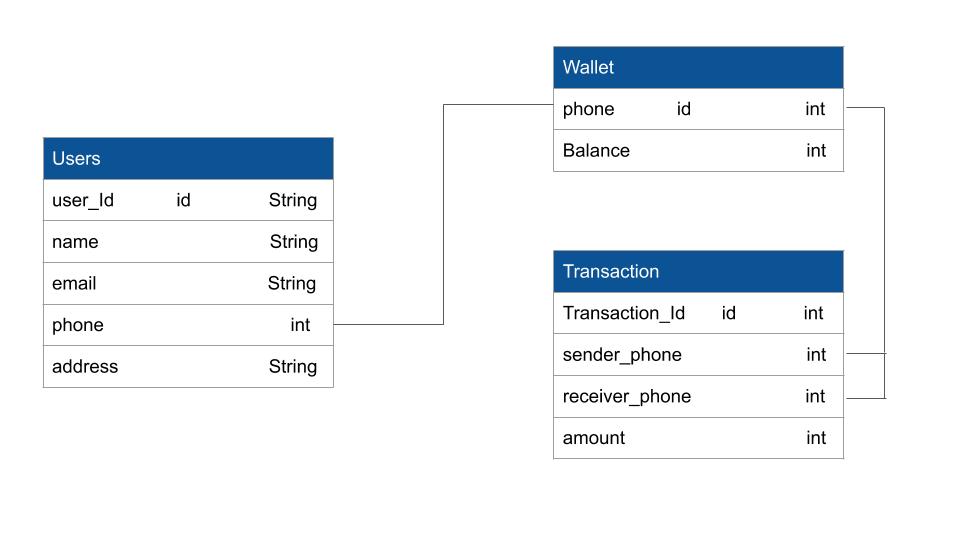 Users
user_Id id String
name String
email String
phone int
address String
Wallet
phone id int
Balance int
Transaction
Transaction_Id id int
sender_phone int
receiver_phone int
amount int